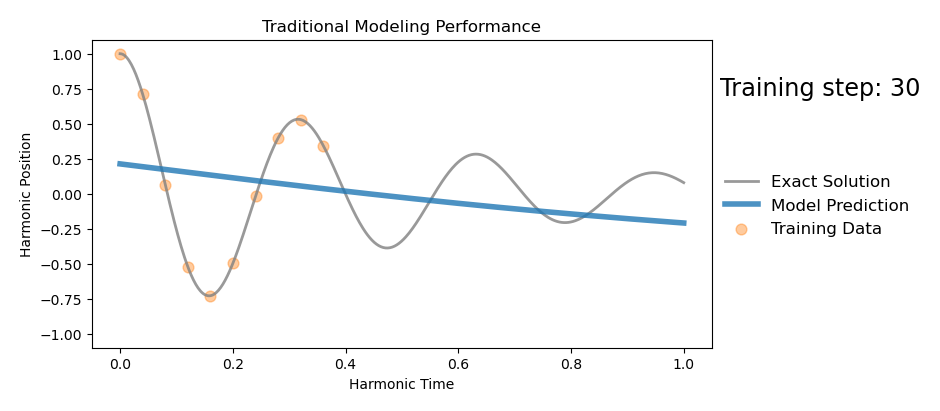 Traditional Modeling Performance
Training step: 30
Harmonic Position
1.00
0.75
0.50
0.25
0.00
−0.25
−0.50
−0.75
−1.00
0.0 0.2 0.4 0.6 0.8 1.0
Harmonic Time
Exact Solution
Model Prediction
Training Data